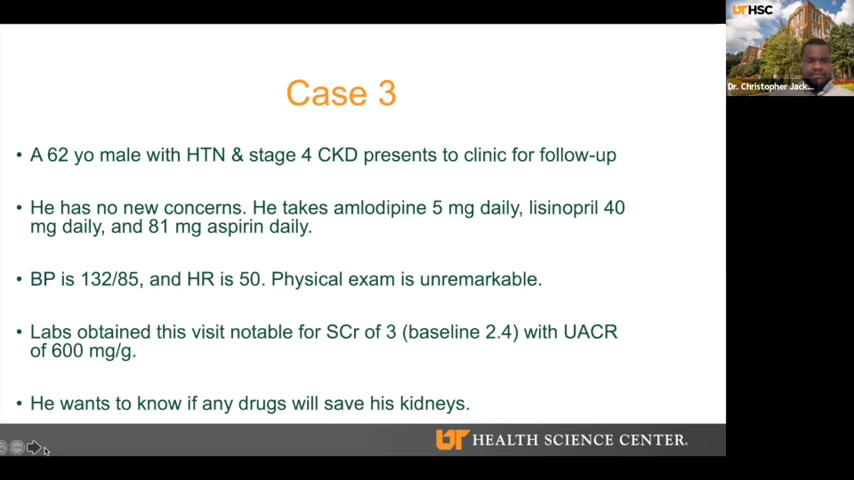 UTHSC
Dr. Christopher Jack...
Case 3
• A 62 yo male with HTN & stage 4 CKD presents to clinic for follow-up
• He has no new concerns. He takes amlodipine 5 mg daily, lisinopril 40
mg daily, and 81 mg aspirin daily.
• BP is 132/85, and HR is 50. Physical exam is unremarkable.
• Labs obtained this visit notable for SCr of 3 (baseline 2.4) with UACR
of 600 mg/g.
• He wants to know if any drugs will save his kidneys.
UT HEALTH SCIENCE CENTER.